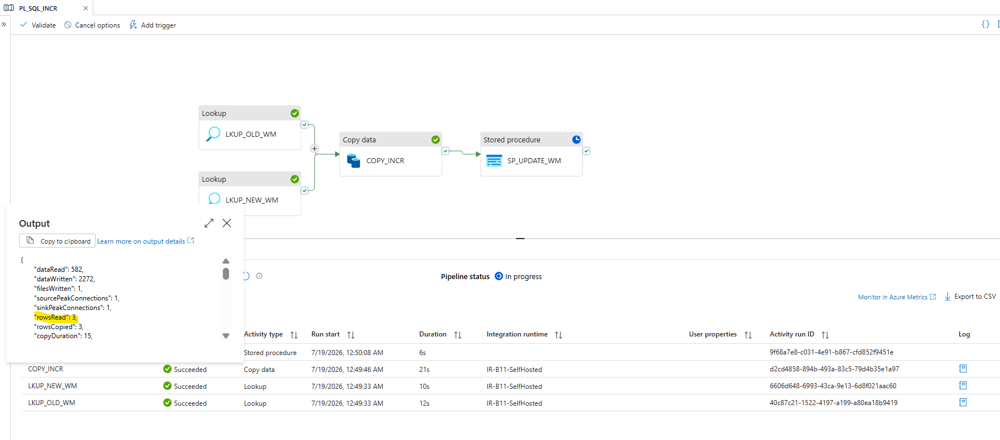 PL_SQL_INCR
Validate
Cancel options
Add trigger
{}
Lookup
LKUP_OLD_WM
Copy data
COPY_INCR
Stored procedure
SP_UPDATE_WM
Lookup
LKUP_NEW_WM
Output
Copy to clipboard
Learn more on output details
{
"dataRead": 582,
"dataWritten": 2272,
"filesWritten": 1,
"sourcePeakConnections": 1,
"sinkPeakConnections": 1,
"rowsRead": 3,
"rowsCopied": 3,
"copyDuration": 15,
Pipeline status In progress
Monitor in Azure Metrics
Export to CSV
Activity type Run start Duration Integration runtime User properties Activity run ID Log
Stored procedure 7/19/2026, 12:50:08 AM 6s 9f68a7e8-c031-4e91-b867-cfd852f9451e
COPY_INCR Succeeded Copy data 7/19/2026, 12:49:46 AM 21s IR-B11-SelfHosted d2cd4858-894b-493a-83c5-79d4b35e1a97
LKUP_NEW_WM Succeeded Lookup 7/19/2026, 12:49:33 AM 10s IR-B11-SelfHosted 6606d648-6993-43ca-9e13-6d8f021aac60
LKUP_OLD_WM Succeeded Lookup 7/19/2026, 12:49:33 AM 12s IR-B11-SelfHosted 40c87c21-1522-4197-a199-a80ea18b9419